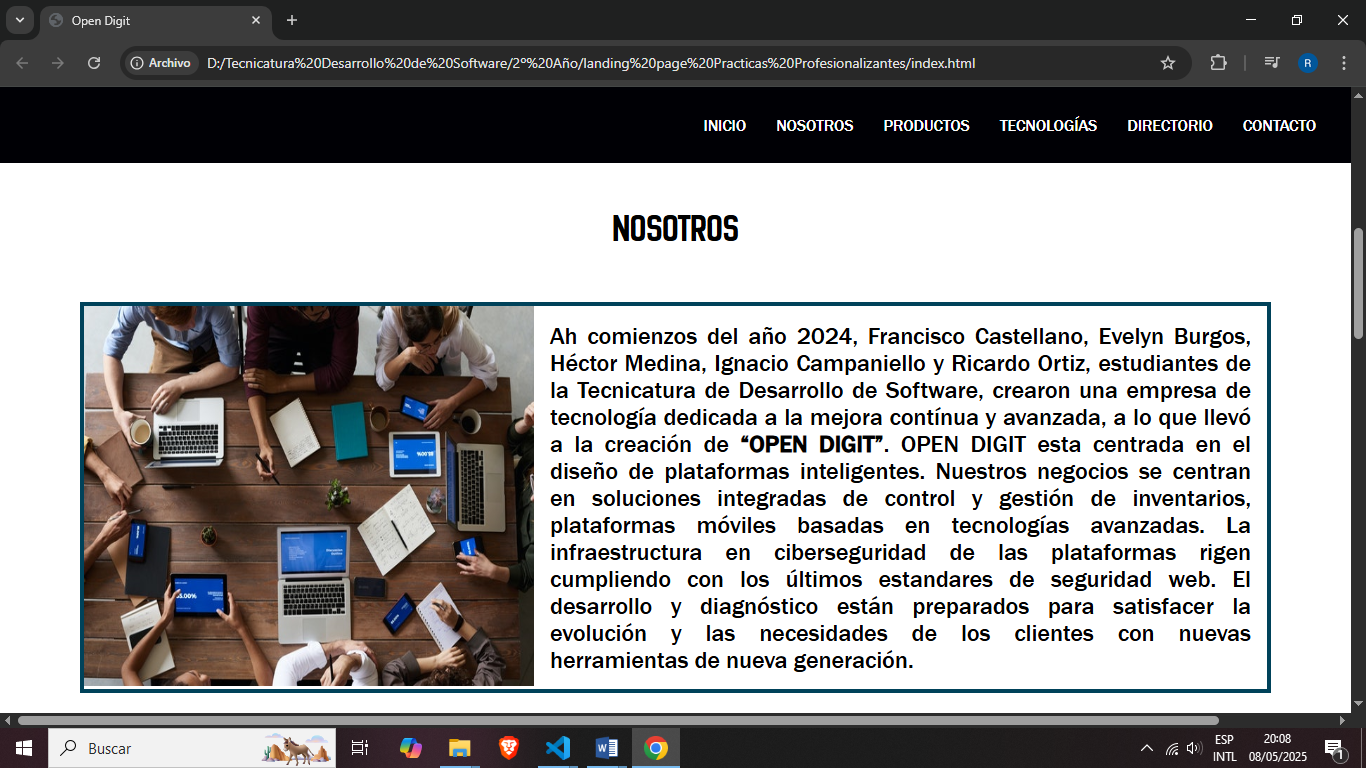 Open Digit
Archivo
D:/Tecnicatura%20Desarrollo%20de%20Software/2º%20Año/landing%20page%20Practicas%20Profesionalizantes/index.html
R
INICIO NOSOTROS PRODUCTOS TECNOLOGÍAS DIRECTORIO CONTACTO
NOSOTROS
Ah comienzos del año 2024, Francisco Castellano, Evelyn Burgos,
Héctor Medina, Ignacio Campaniello y Ricardo Ortiz, estudiantes de
la Tecnicatura de Desarrollo de Software, crearon una empresa de
tecnología dedicada a la mejora contínua y avanzada, a lo que llevó
a la creación de “OPEN DIGIT”. OPEN DIGIT esta centrada en el
diseño de plataformas inteligentes. Nuestros negocios se centran
en soluciones integradas de control y gestión de inventarios,
plataformas móviles basadas en tecnologías avanzadas. La
infraestructura en ciberseguridad de las plataformas rigen
cumpliendo con los últimos estandares de seguridad web. El
desarrollo y diagnóstico están preparados para satisfacer la
evolución y las necesidades de los clientes con nuevas
herramientas de nueva generación.
Buscar
ESP
INTL
20:08
08/05/2025
1